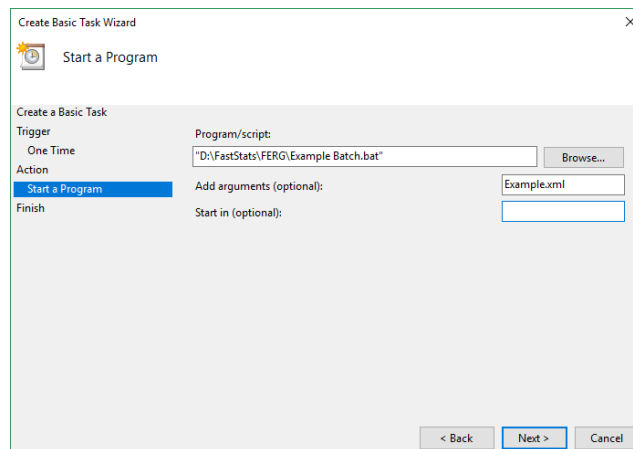 Create Basic Task Wizard
Start a Program
Create a Basic Task
Trigger
One Time
Action
Start a Program
Finish
Program/script:
"D:\FastStats\FERG\Example Batch.bat"
Browse...
Add arguments (optional):
Example.xml
Start in (optional):
< Back
Next >
Cancel